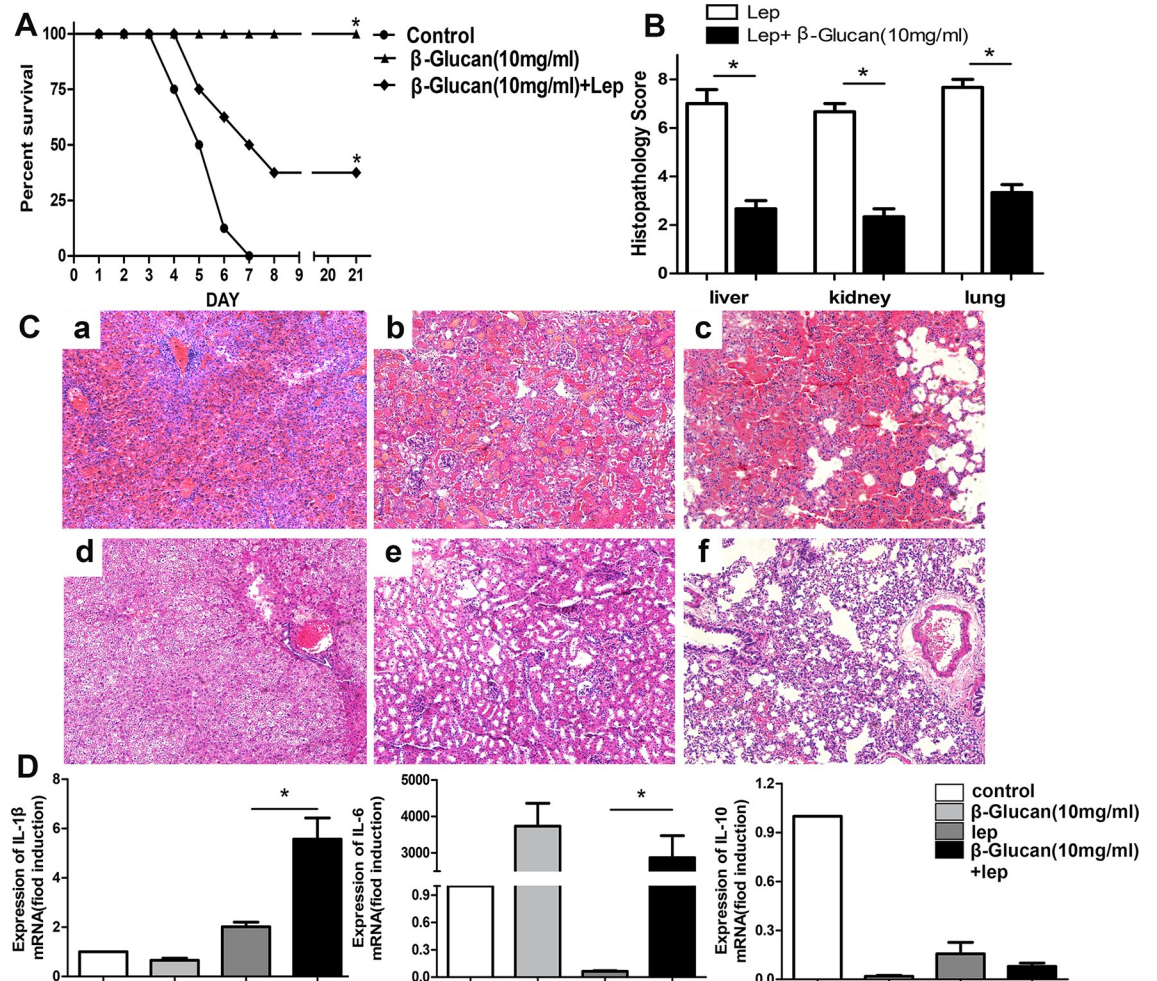 A
100
75
50
25
0
Percent survival
*
*
0 1 2 3 4 5 6 7 8 9 20 21
DAY
Control
β-Glucan(10mg/ml)
β-Glucan(10mg/ml)+Lep
B
Lep
Lep+ β-Glucan(10mg/ml)
Histopathology Score
8
6
4
2
0
* * *
liver kidney lung
C
a b c
d e f
D
Expression of IL-1β
mRNA(fiod induction)
8
6
4
2
0
*
Expression of IL-6
mRNA(fiod induction)
5000
4000
3000
0.9
0.6
0.3
0.0
*
Expression of IL-10
mRNA(fiod induction)
1.2
0.9
0.6
0.3
0.0
control
β-Glucan(10mg/ml)
lep
β-Glucan(10mg/ml)
+lep